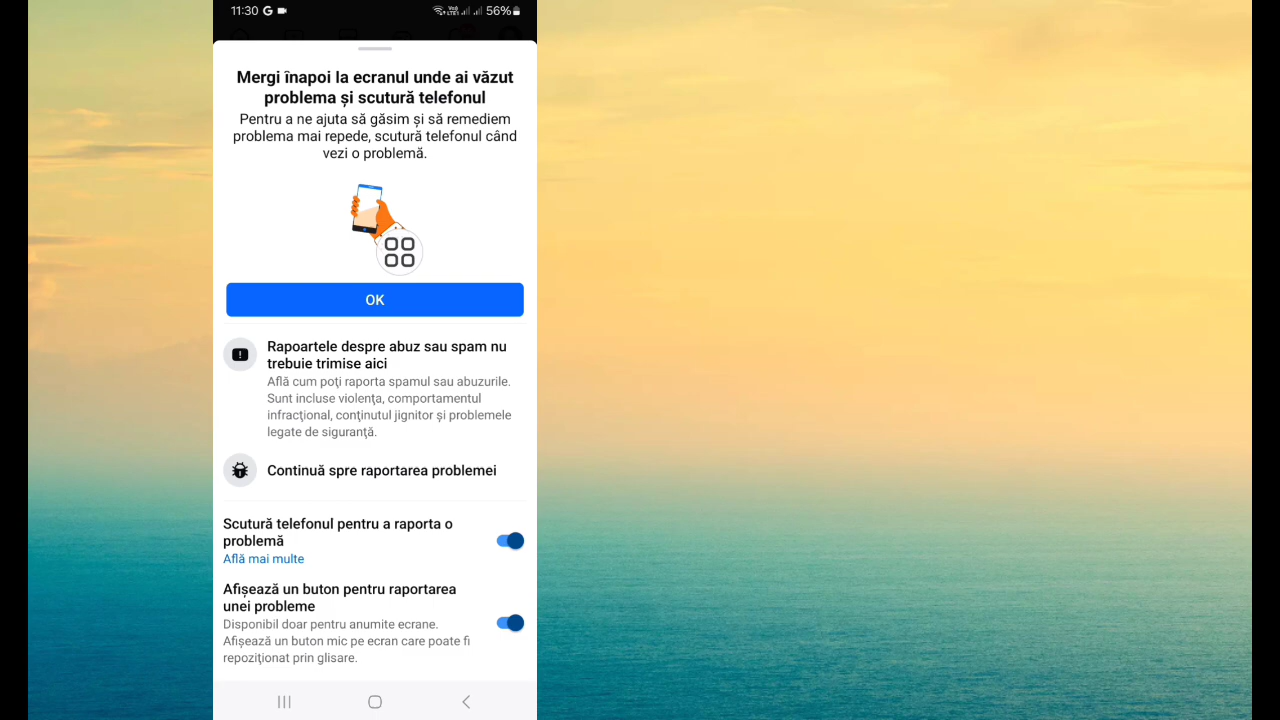 11:30 G
Vo) LTE1 56%
Mergi înapoi la ecranul unde ai văzut
problema și scutură telefonul
Pentru a ne ajuta să găsim și să remediem
problema mai repede, scutură telefonul când
vezi o problemă.
OK
Rapoartele despre abuz sau spam nu
trebuie trimise aici
Află cum poți raporta spamul sau abuzurile.
Sunt incluse violența, comportamentul
infracțional, conținutul jignitor și problemele
legate de siguranță.
Continuă spre raportarea problemei
Scutură telefonul pentru a raporta o
problemă
Află mai multe
Afișează un buton pentru raportarea
unei probleme
Disponibil doar pentru anumite ecrane.
Afișează un buton mic pe ecran care poate fi
repoziționat prin glisare.